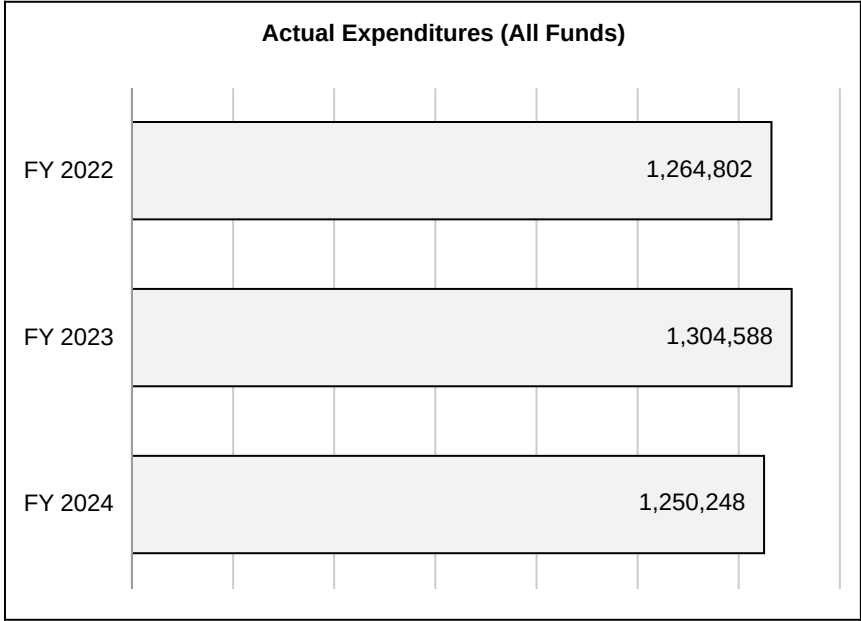 Actual Expenditures (All Funds)
FY 2022
1,264,802
FY 2023
1,304,588
FY 2024
1,250,248